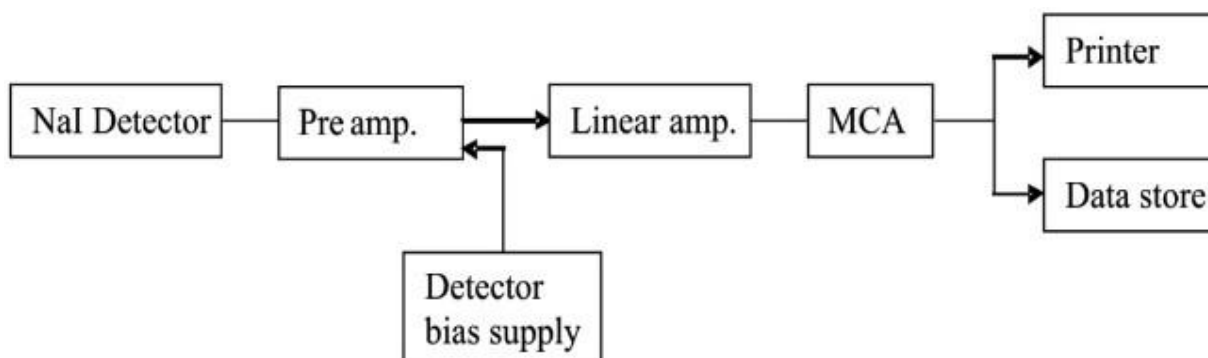 NaI Detector
Pre amp.
Linear amp.
MCA
Printer
Data store
Detector
bias supply